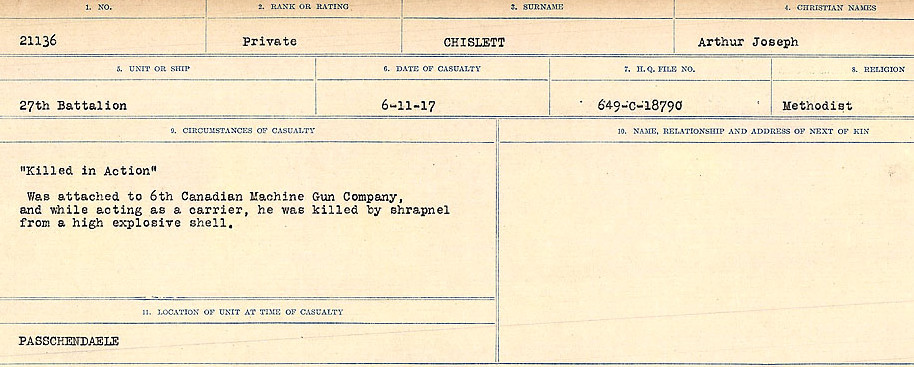 1. NO.
2. RANK OR RATING
3. SURNAME
4. CHRISTIAN NAMES
21136
Private
CHISLETT
Arthur Joseph
5. UNIT OR SHIP
6. DATE OF CASUALTY
7. H.Q. FILE NO.
8. RELIGION
27th Battalion
6-11-17
649-C-18790
Methodist
9. CIRCUMSTANCES OF CASUALTY
10. NAME, RELATIONSHIP AND ADDRESS OF NEXT OF KIN
"Killed in Action"
Was attached to 6th Canadian Machine Gun Company,
and while acting as a carrier, he was killed by shrapnel
from a high explosive shell.
11. LOCATION OF UNIT AT TIME OF CASUALTY
PASSCHENDAELE